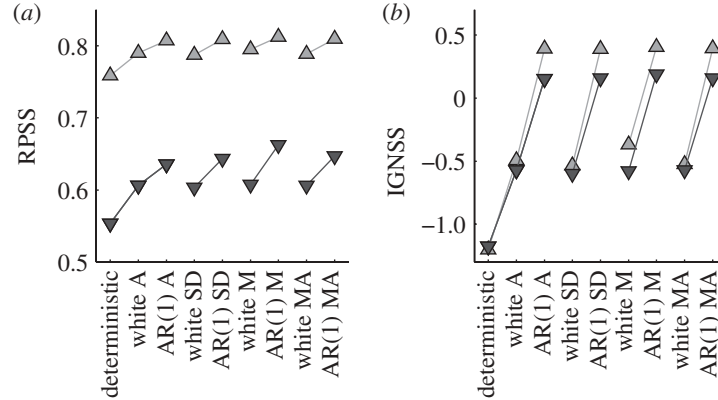 (a)
RPSS
0.8
0.7
0.6
0.5
deterministic
white A
AR(1) A
white SD
AR(1) SD
white M
AR(1) M
white MA
AR(1) MA
(b)
IGNSS
0.5
0
−0.5
−1.0
deterministic
white A
AR(1) A
white SD
AR(1) SD
white M
AR(1) M
white MA
AR(1) MA